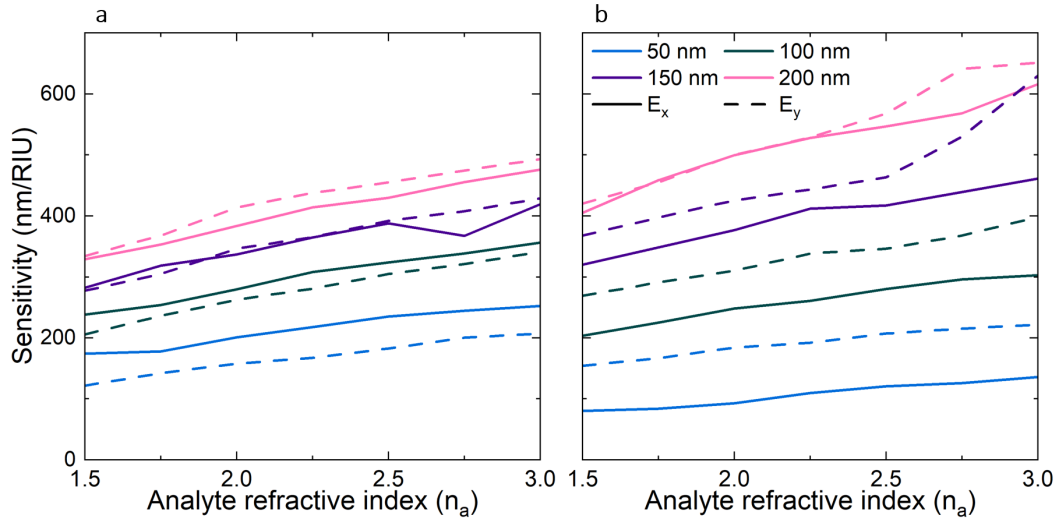 a
b
600
400
200
0
Sensitivity (nm/RIU)
1.5
2.0
2.5
3.0
Analyte refractive index (nₐ)
50 nm
100 nm
150 nm
200 nm
Eₓ
E_y
1.5
2.0
2.5
3.0
Analyte refractive index (nₐ)